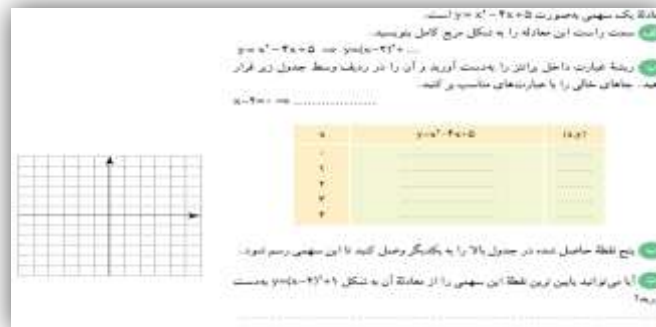 معادلهٔ یک سهمی به‌صورت y = x² − ۴x + ۵ است.
سمت راست این معادله را به شکل مربع کامل بنویسید.
y = x² − ۴x + ۵ ⇒ y=(x−۲)²+ ...
ریشهٔ عبارت داخل پرانتز را به‌دست آورید و آن را در ردیف وسط جدول زیر قرار
دهید. جاهای خالی را با عبارت‌های مناسب پر کنید.
x−۲=۰ ⇒ ....................
x y=x²−۴x+۵ (x,y)
۰
۱
۲
۳
۴
پنج نقطهٔ حاصل شده در جدول بالا را به یکدیگر وصل کنید تا این سهمی رسم شود.
آیا می‌توانید پایین ترین نقطهٔ این سهمی را از معادلهٔ آن به شکل y=(x−۲)²+۱ به‌دست
آورید؟